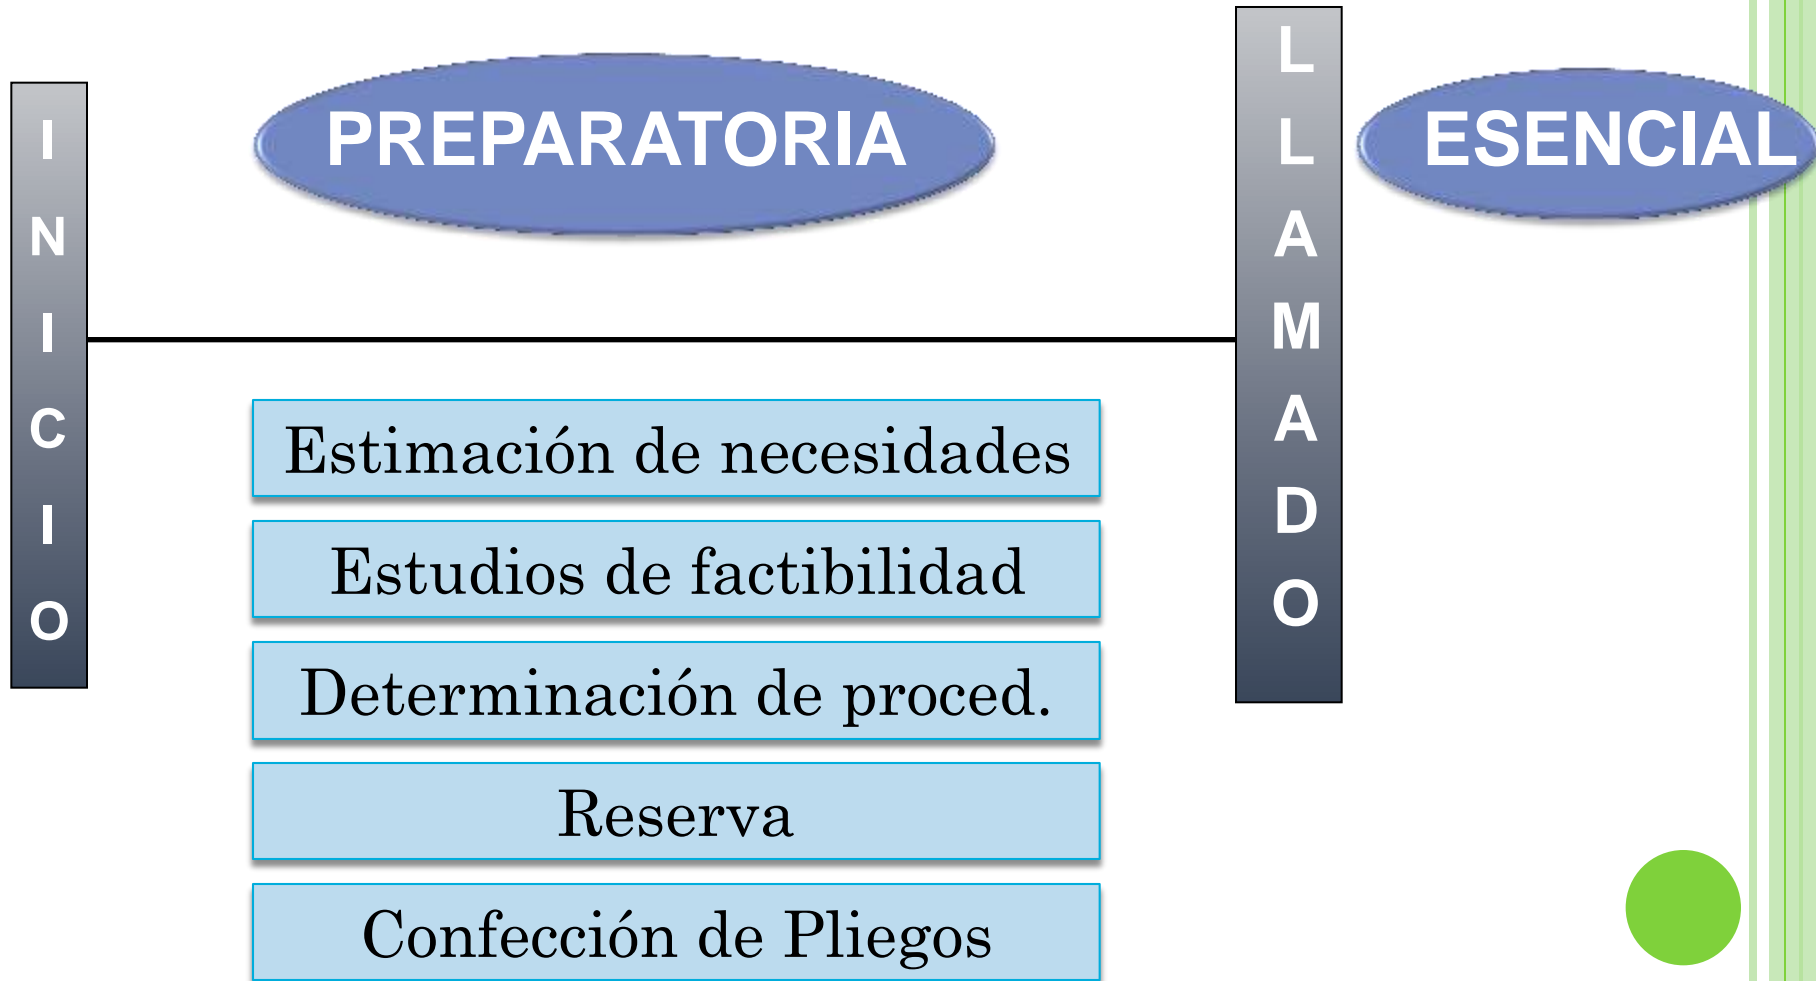 INICIO
PREPARATORIA
LLAMADO
ESENCIAL
Estimación de necesidades
Estudios de factibilidad
Determinación de proced.
Reserva
Confección de Pliegos